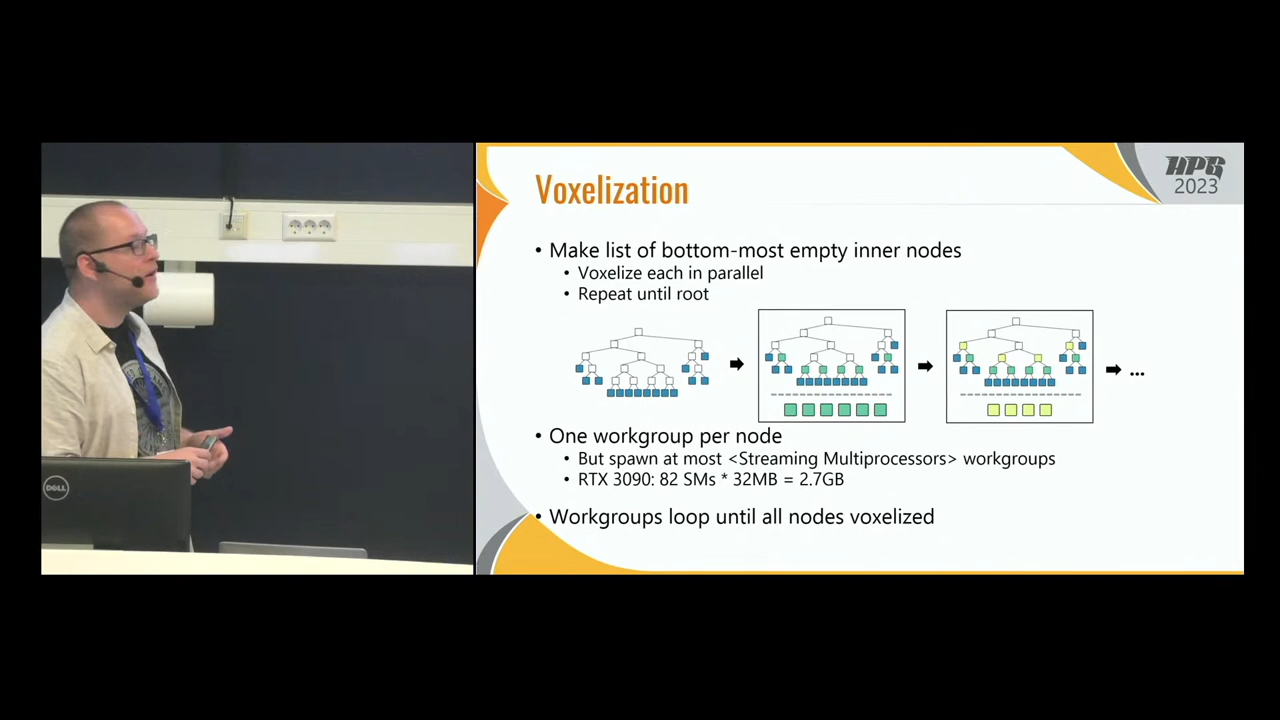 HPG
2023
Voxelization
• Make list of bottom-most empty inner nodes
• Voxelize each in parallel
• Repeat until root
...
• One workgroup per node
• But spawn at most <Streaming Multiprocessors> workgroups
• RTX 3090: 82 SMs * 32MB = 2.7GB
• Workgroups loop until all nodes voxelized
DELL